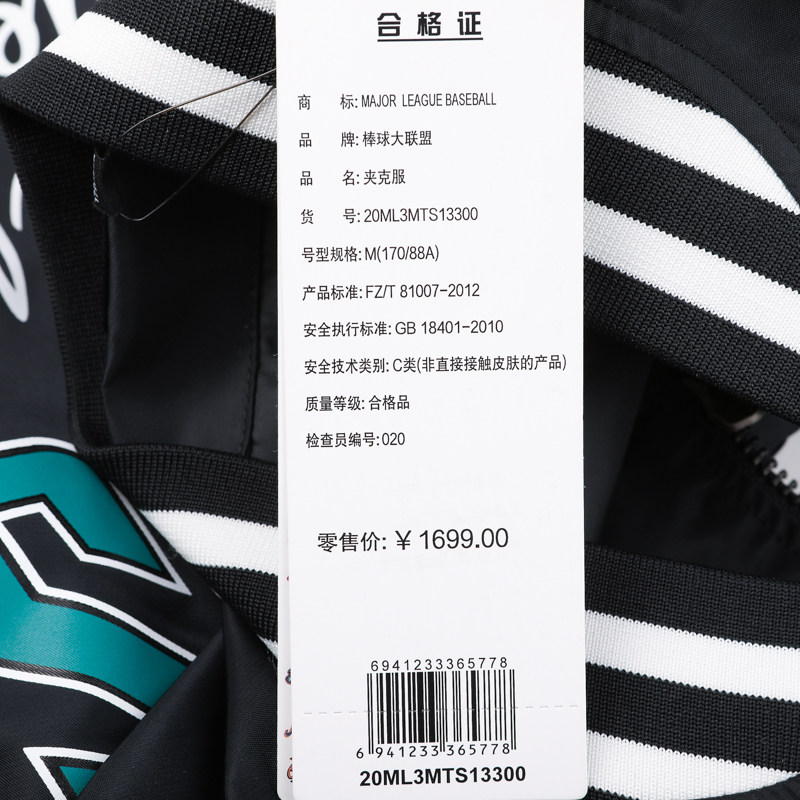 合格证
商 标: MAJOR LEAGUE BASEBALL
品 牌: 棒球大联盟
品 名: 夹克服
货 号: 20ML3MTS13300
号型规格: M(170/88A)
产品标准: FZ/T 81007-2012
安全执行标准: GB 18401-2010
安全技术类别: C类(非直接接触皮肤的产品)
质量等级: 合格品
检查员编号: 020
零售价: ¥ 1699.00
6941233365778
6 941233 365778
20ML3MTS13300